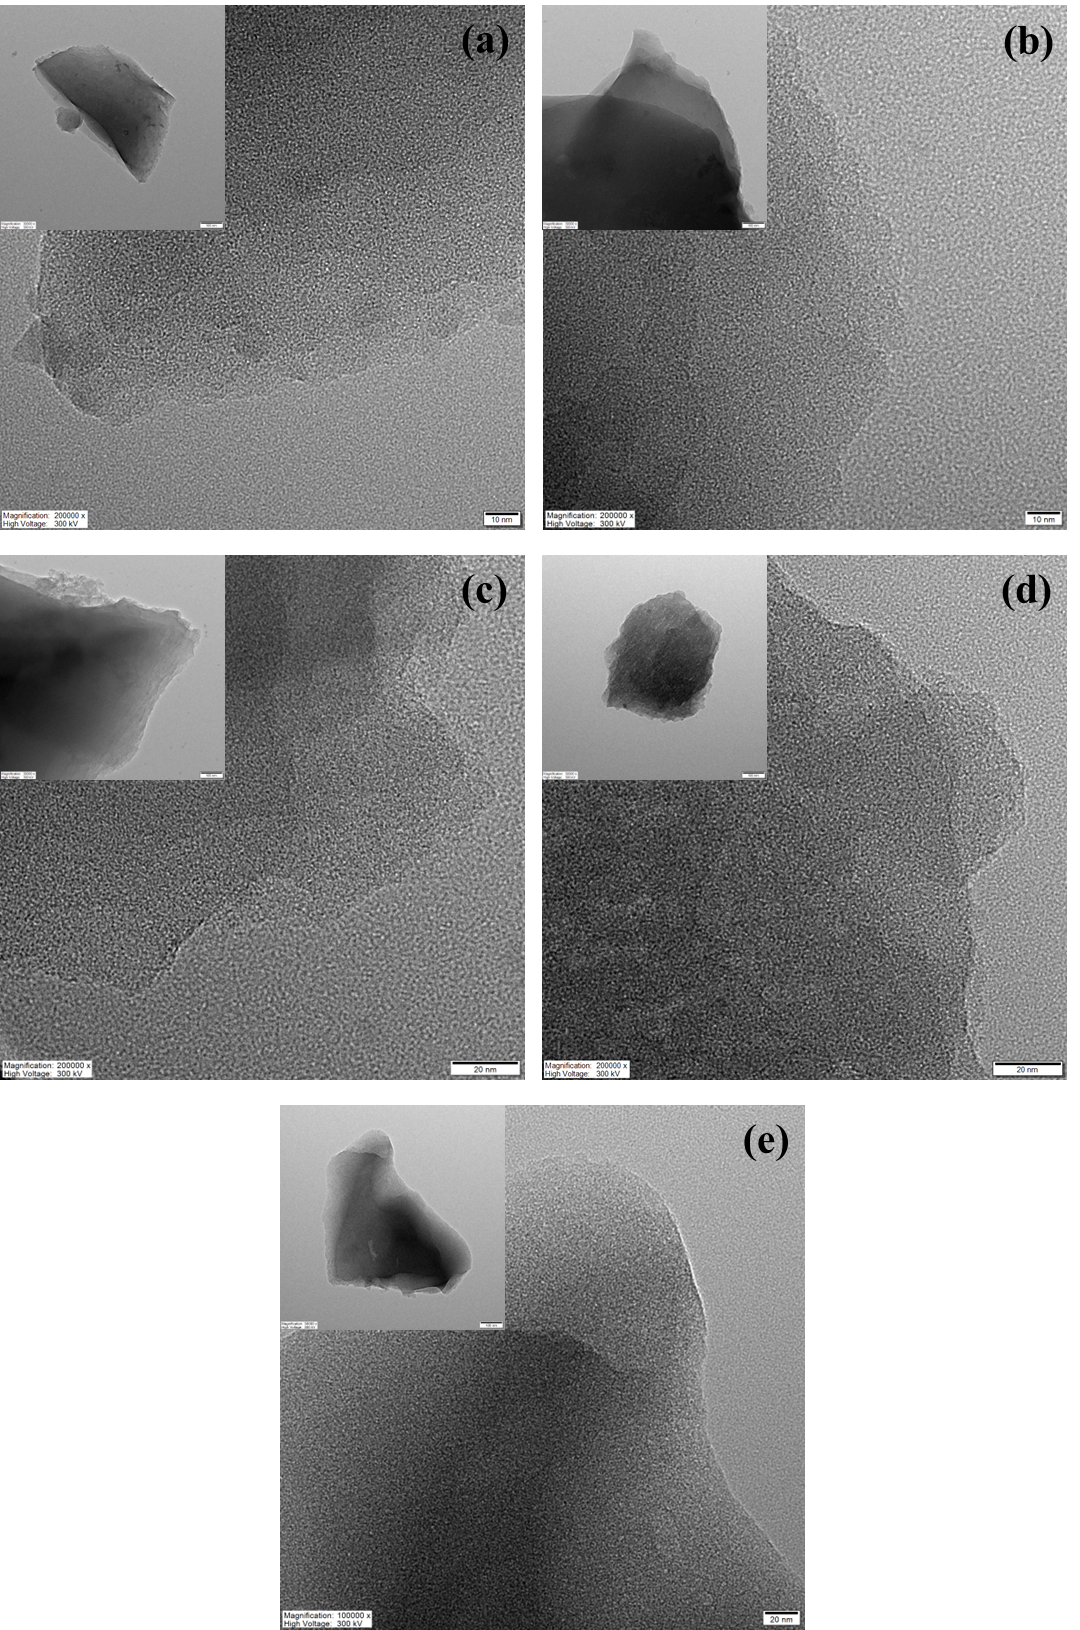 (a)
Magnification: 200000 x
High Voltage: 300 kV
10 nm
(b)
Magnification: 200000 x
High Voltage: 300 kV
10 nm
(c)
Magnification: 200000 x
High Voltage: 300 kV
20 nm
(d)
Magnification: 200000 x
High Voltage: 300 kV
20 nm
(e)
Magnification: 100000 x
High Voltage: 300 kV
20 nm